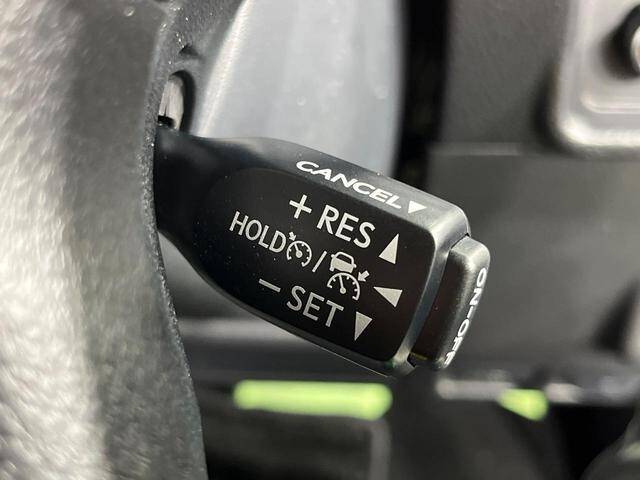 CANCEL▼
+ RES ▲
HOLD / ◀
− SET ▼
ON-OFF